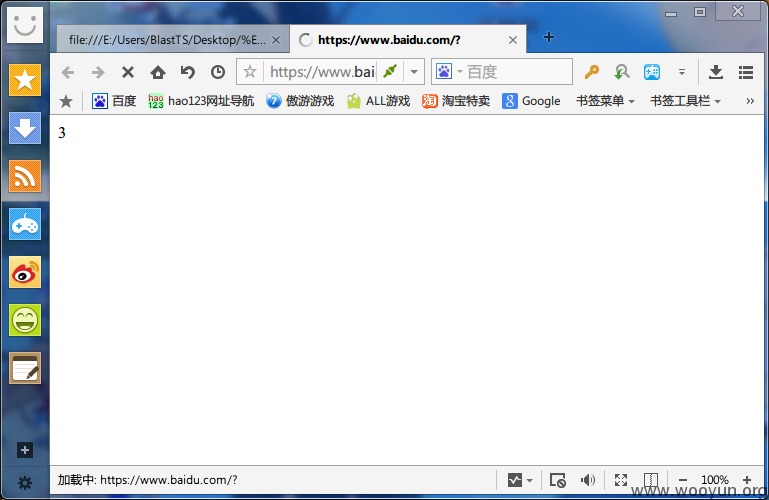 file:///E:/Users/BlastTS/Desktop/%E...
https://www.baidu.com/?
https://www.bai
百度
百度
hao123网址导航
傲游游戏
ALL游戏
淘宝特卖
Google
书签菜单
书签工具栏
3
加载中: https://www.baidu.com/?
100%
www.wooyun.org